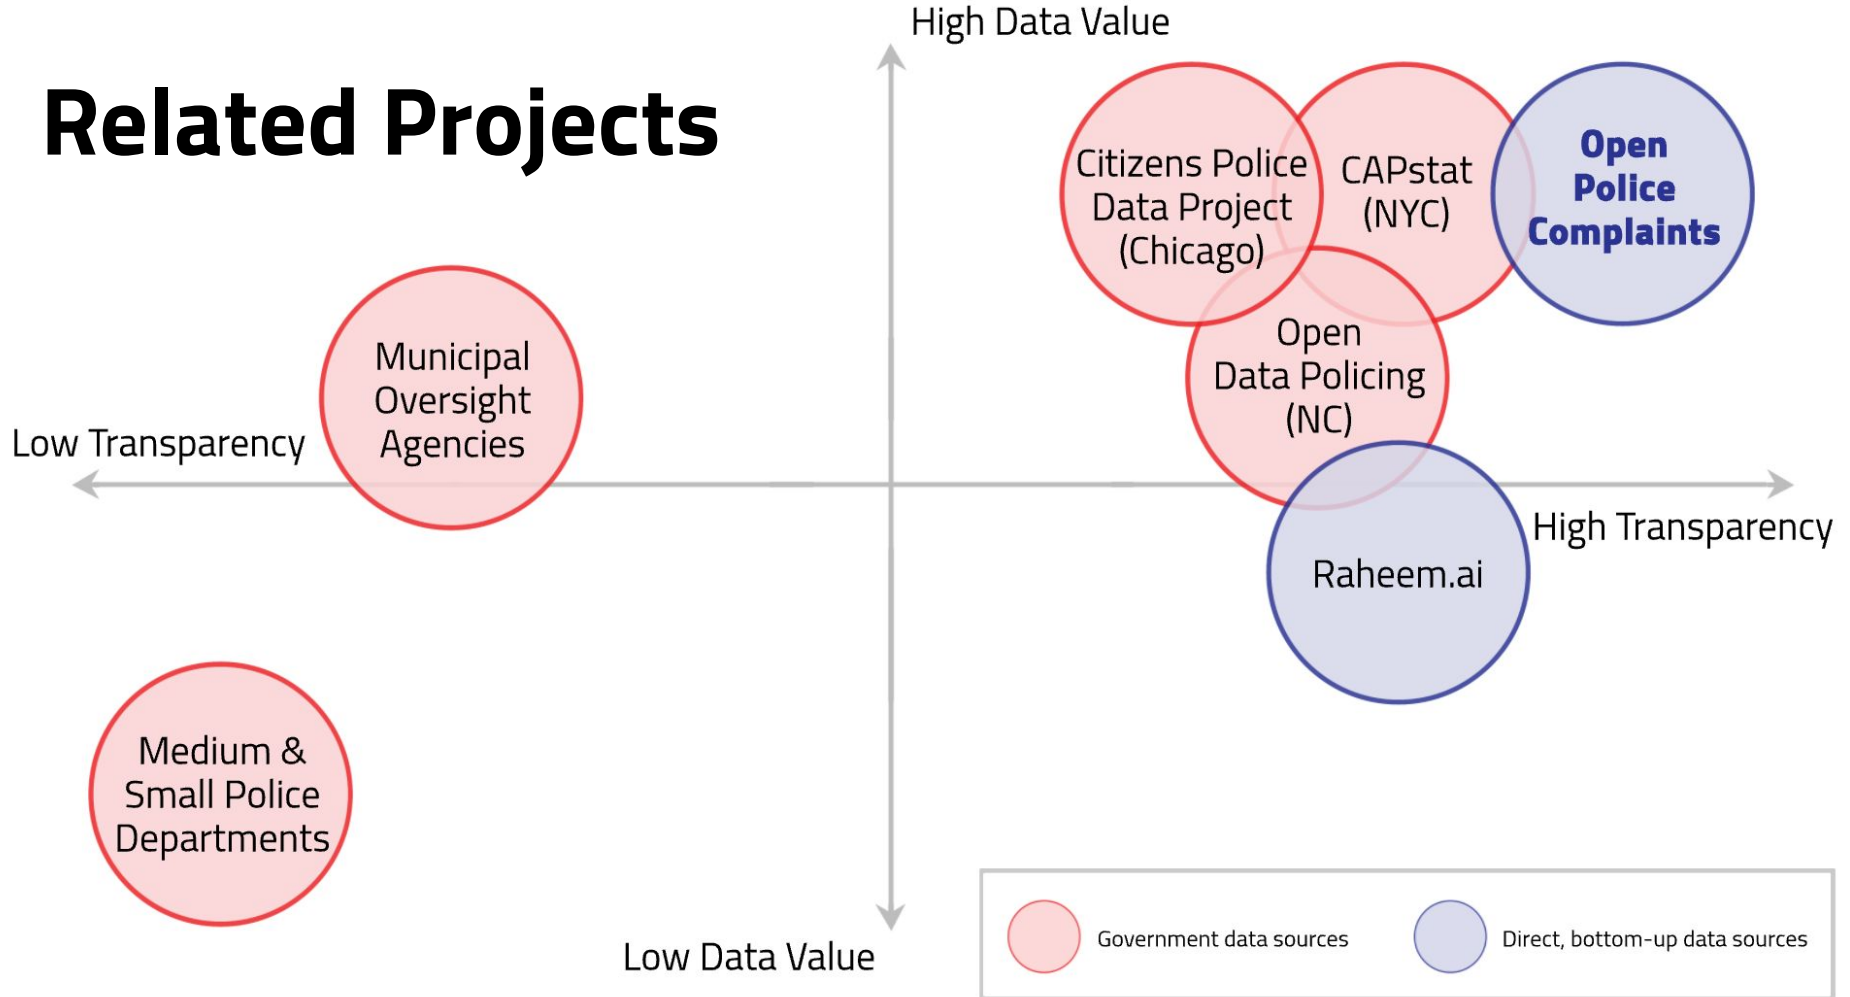 High Data Value
Related Projects
Citizens Police
Data Project
(Chicago)
CAPstat
(NYC)
Open
Police
Complaints
Open
Data Policing
(NC)
Municipal
Oversight
Agencies
Low Transparency
High Transparency
Raheem.ai
Medium &
Small Police
Departments
Low Data Value
Government data sources
Direct, bottom-up data sources